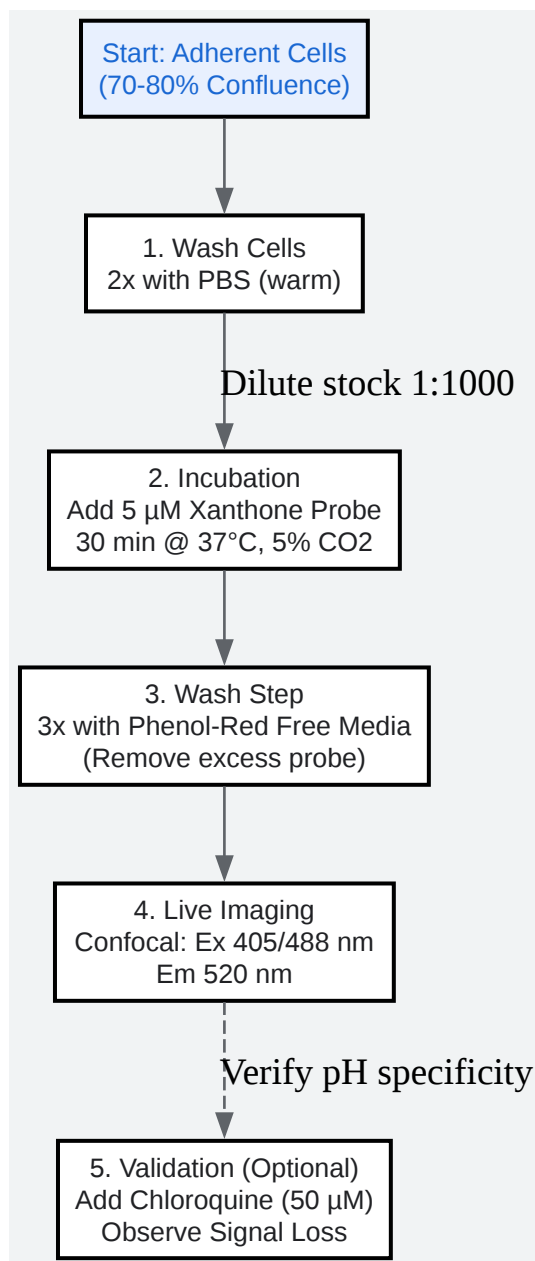 Start: Adherent Cells
(70-80% Confluence)
1. Wash Cells
2x with PBS (warm)
Dilute stock 1:1000
2. Incubation
Add 5 µM Xanthone Probe
30 min @ 37°C, 5% CO2
3. Wash Step
3x with Phenol-Red Free Media
(Remove excess probe)
4. Live Imaging
Confocal: Ex 405/488 nm
Em 520 nm
Verify pH specificity
5. Validation (Optional)
Add Chloroquine (50 µM)
Observe Signal Loss